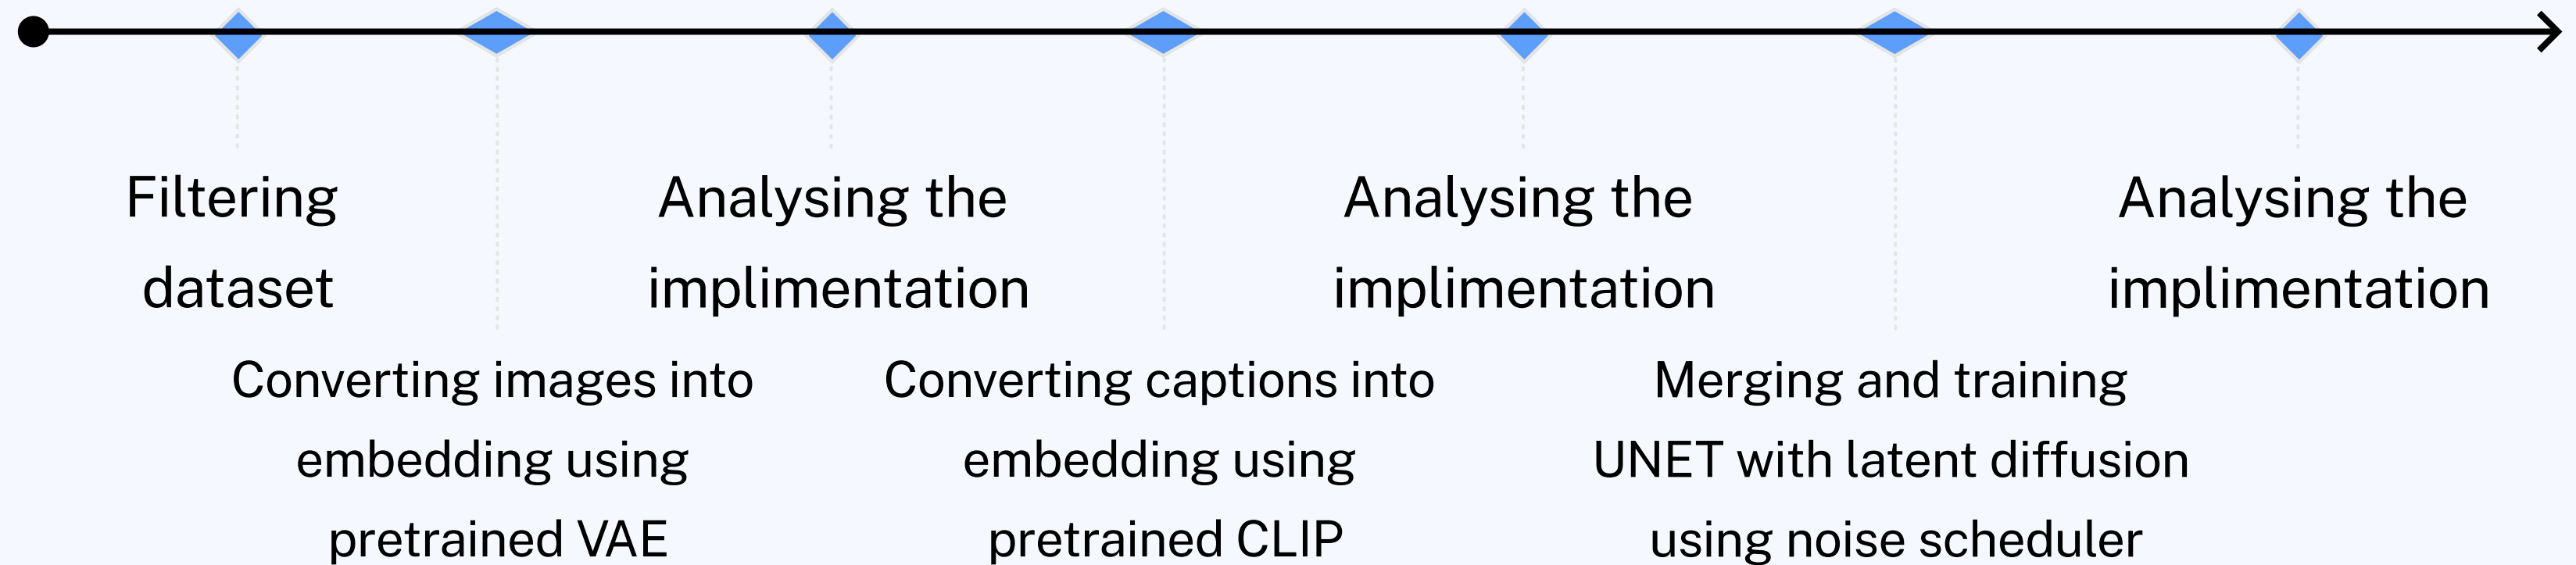 Filtering
dataset
Converting images into
embedding using
pretrained VAE
Analysing the
implimentation
Converting captions into
embedding using
pretrained CLIP
Analysing the
implimentation
Merging and training
UNET with latent diffusion
using noise scheduler
Analysing the
implimentation